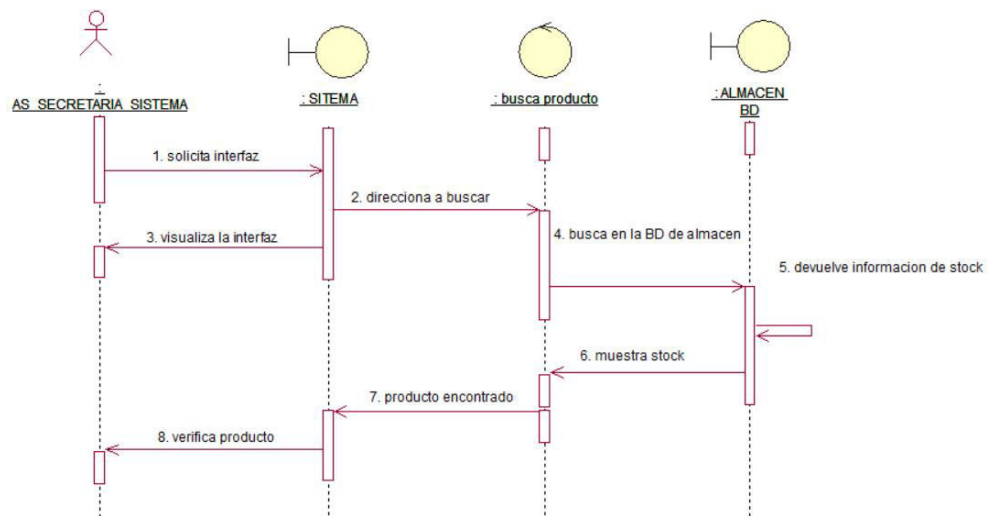 :
AS_SECRETARIA_SISTEMA
: SITEMA
: busca producto
: ALMACEN
BD
1. solicita interfaz
2. direcciona a buscar
3. visualiza la interfaz
4. busca en la BD de almacen
5. devuelve informacion de stock
6. muestra stock
7. producto encontrado
8. verifica producto